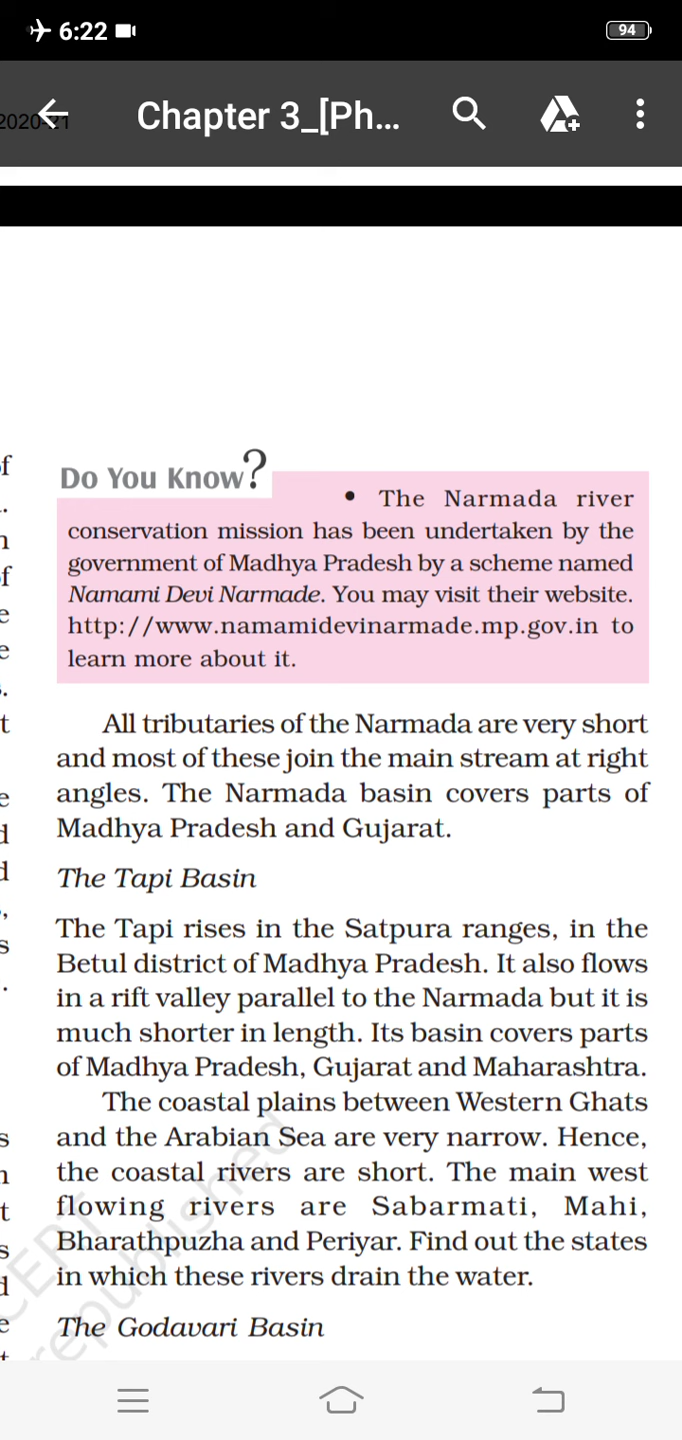 6:22
94
2020-21
Chapter 3_[Ph...
Do You Know?
• The Narmada river
conservation mission has been undertaken by the
government of Madhya Pradesh by a scheme named
Namami Devi Narmade. You may visit their website.
http://www.namamidevinarmade.mp.gov.in to
learn more about it.
All tributaries of the Narmada are very short
and most of these join the main stream at right
angles. The Narmada basin covers parts of
Madhya Pradesh and Gujarat.
The Tapi Basin
The Tapi rises in the Satpura ranges, in the
Betul district of Madhya Pradesh. It also flows
in a rift valley parallel to the Narmada but it is
much shorter in length. Its basin covers parts
of Madhya Pradesh, Gujarat and Maharashtra.
The coastal plains between Western Ghats
and the Arabian Sea are very narrow. Hence,
the coastal rivers are short. The main west
flowing rivers are Sabarmati, Mahi,
Bharathpuzha and Periyar. Find out the states
in which these rivers drain the water.
The Godavari Basin
republished